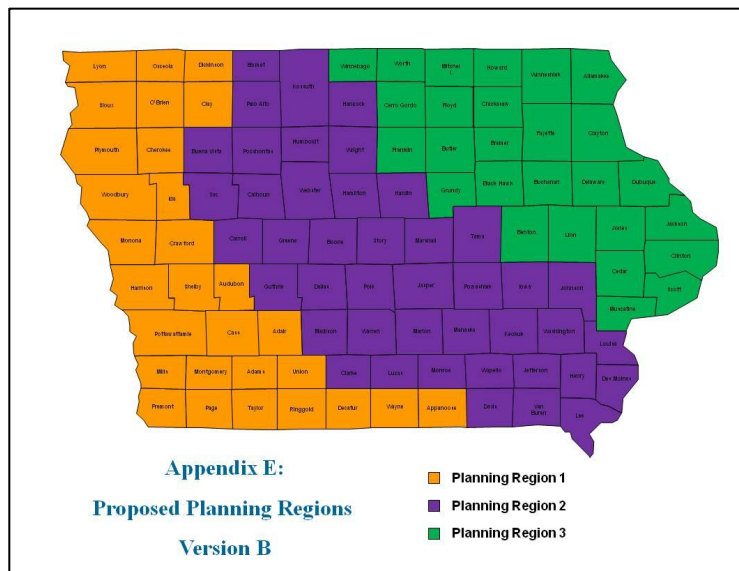 Lyon Osceola Dickinson Emmet Winnebago Worth Mitchell Howard Winneshiek Allamakee
Kossuth
Sioux O'Brien Clay Palo Alto Hancock Cerro Gordo Floyd Chickasaw
Fayette Clayton
Plymouth Cherokee Buena Vista Pocahontas Humboldt Wright Franklin Butler Bremer
Woodbury Ida Sac Calhoun Webster Hamilton Hardin Grundy Black Hawk Buchanan Delaware Dubuque
Monona Crawford Carroll Greene Boone Story Marshall Tama Benton Linn Jones Jackson
Clinton
Harrison Shelby Audubon Guthrie Dallas Polk Jasper Poweshiek Iowa Johnson Cedar Scott
Muscatine
Pottawattamie Cass Adair Madison Warren Marion Mahaska Keokuk Washington Louisa
Mills Montgomery Adams Union Clarke Lucas Monroe Wapello Jefferson Henry Des Moines
Fremont Page Taylor Ringgold Decatur Wayne Appanoose Davis Van Buren Lee
Appendix E:
Proposed Planning Regions
Version B
Planning Region 1
Planning Region 2
Planning Region 3